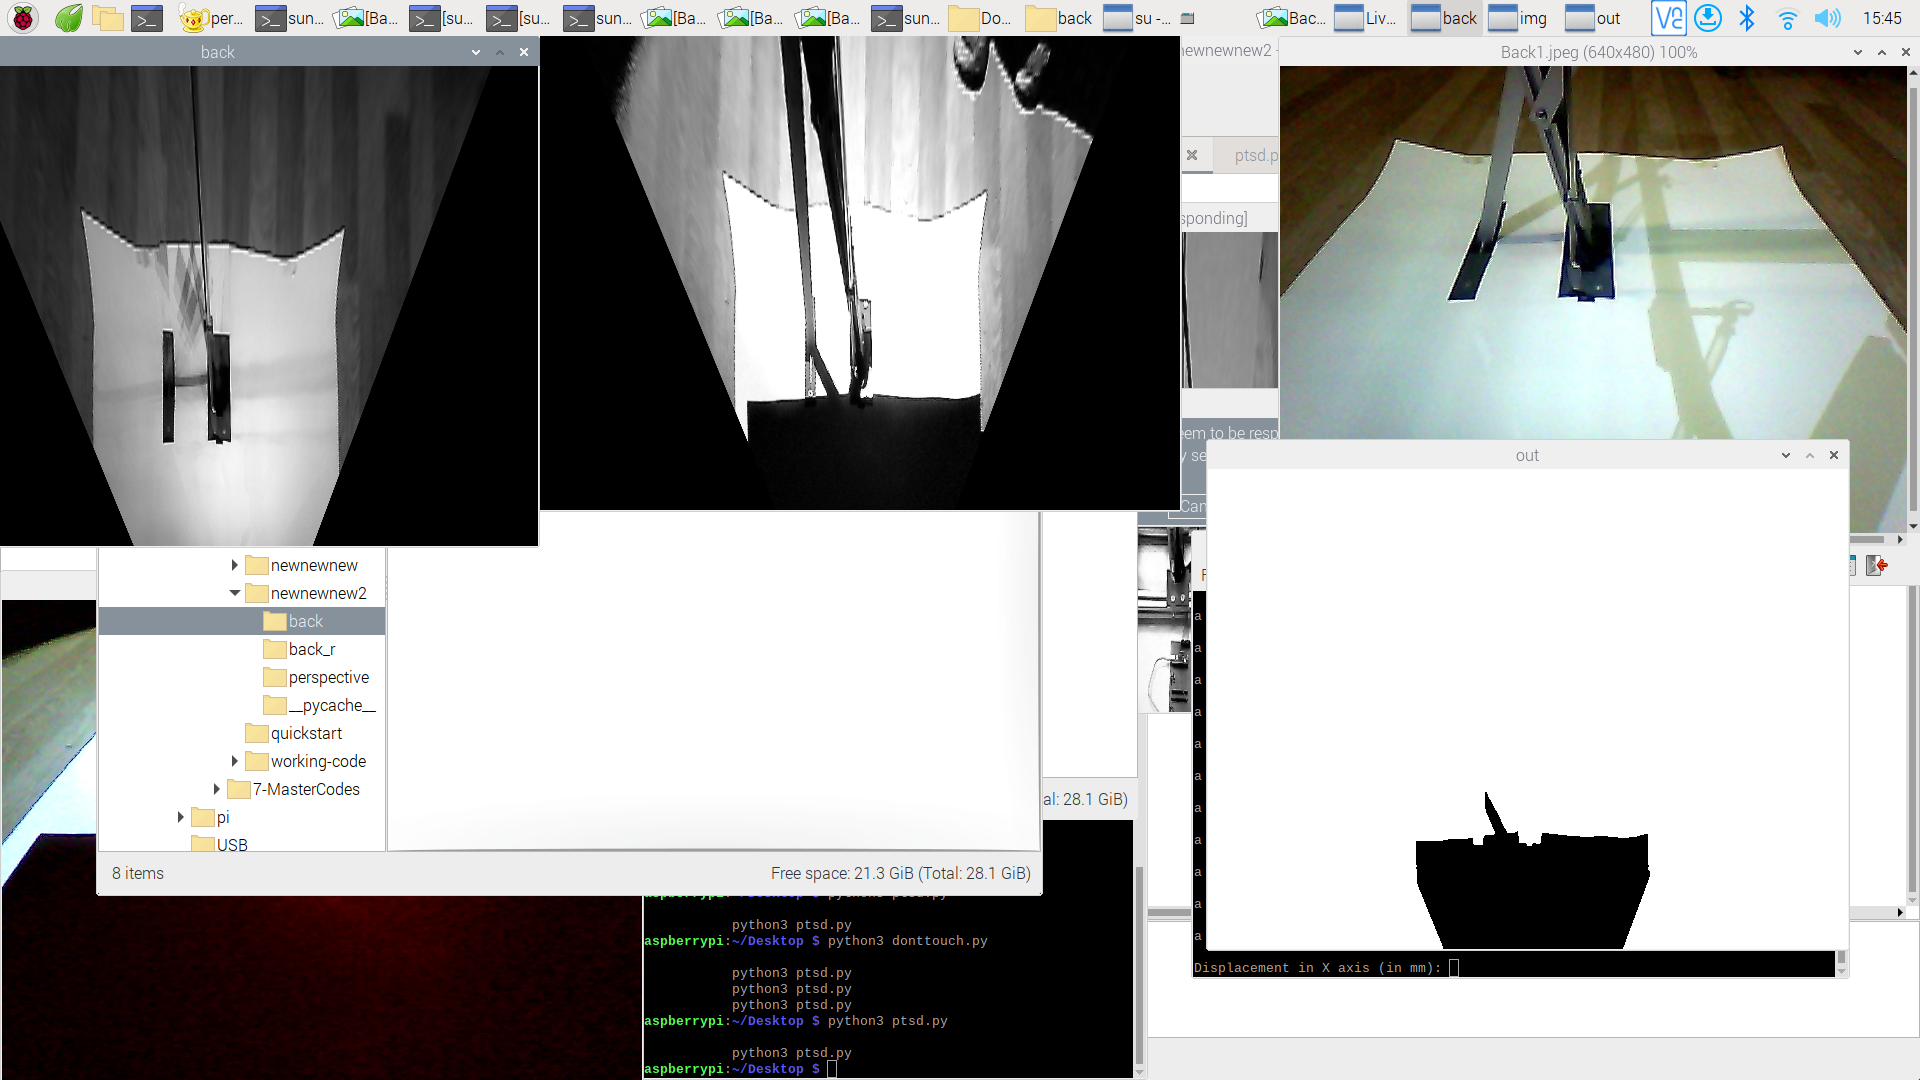 per... sun... [Ba... [su... [su... sun... [Ba... [Ba... [Ba... sun... Do... back su -... Bac... Liv... back img out 15:45
back
newnewnew2
Back1.jpeg (640x480) 100%
ptsd.p
sponding]
eem to be resp
y se
Can
out
newnewnew
newnewnew2
back
back_r
perspective
__pycache__
quickstart
working-code
7-MasterCodes
pi
USB
8 items
Free space: 21.3 GiB (Total: 28.1 GiB)
al: 28.1 GiB)
python3 ptsd.py
aspberrypi:~/Desktop $ python3 donttouch.py
python3 ptsd.py
python3 ptsd.py
python3 ptsd.py
aspberrypi:~/Desktop $ python3 ptsd.py
python3 ptsd.py
aspberrypi:~/Desktop $
a
a
a
a
a
a
a
a
a
a
a
Displacement in X axis (in mm):